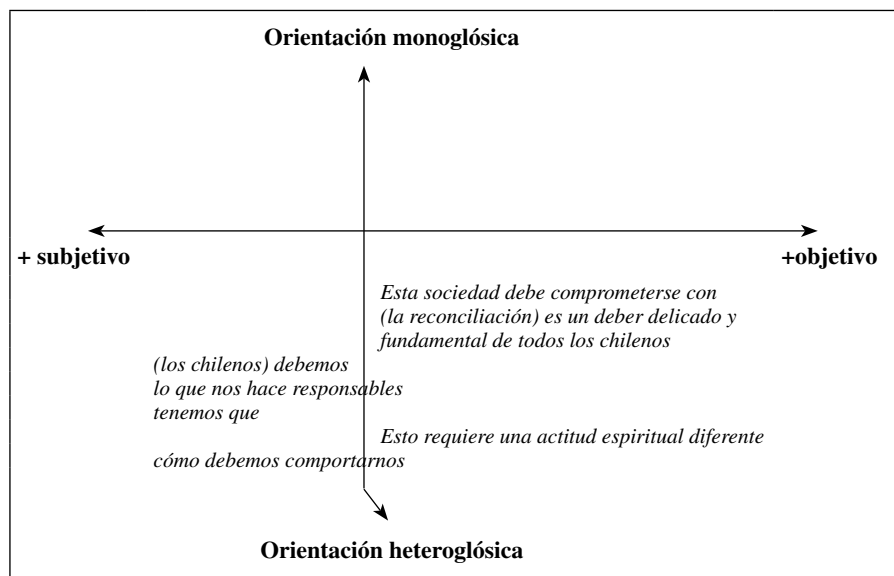 Orientación monoglósica
+ subjetivo
+objetivo
Esta sociedad debe comprometerse con
(la reconciliación) es un deber delicado y
fundamental de todos los chilenos
(los chilenos) debemos
lo que nos hace responsables
tenemos que
Esto requiere una actitud espiritual diferente
cómo debemos comportarnos
Orientación heteroglósica